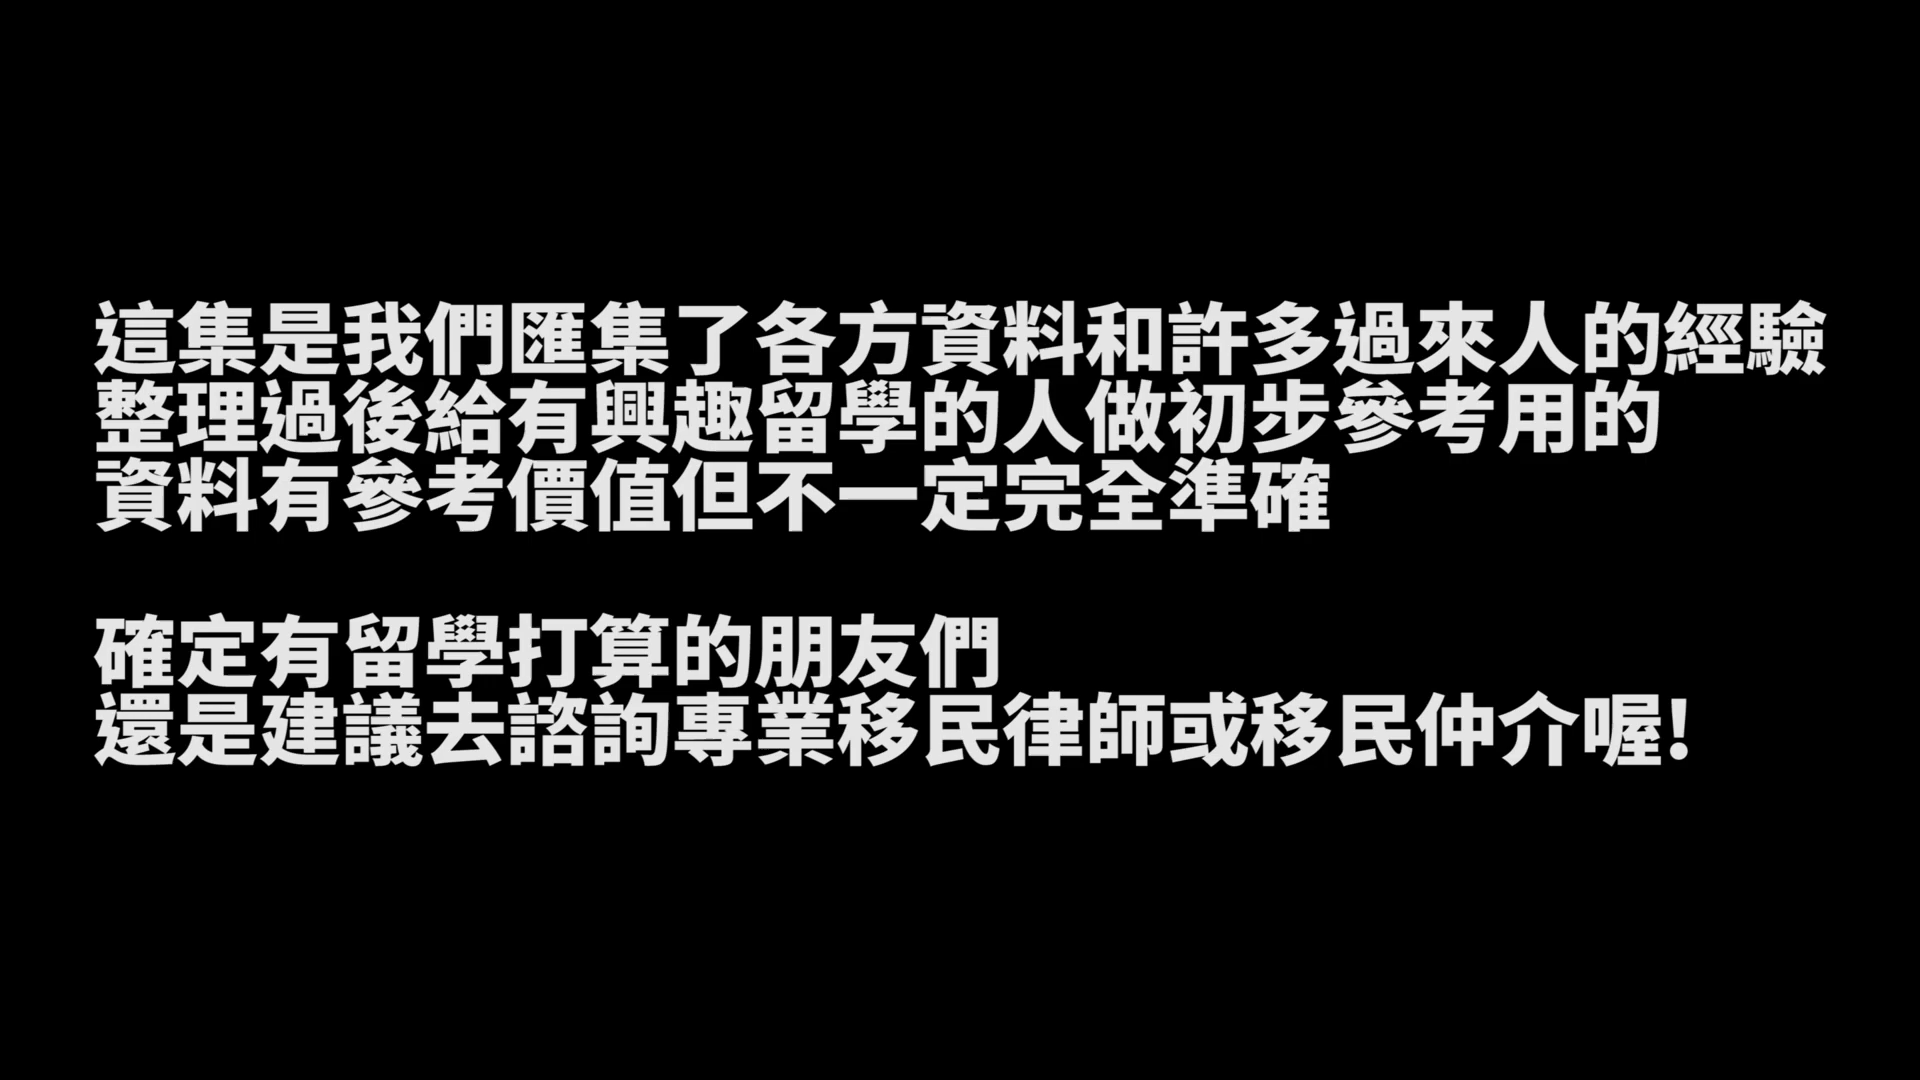 這集是我們匯集了各方資料和許多過來人的經驗
整理過後給有興趣留學的人做初步參考用的
資料有參考價值但不一定完全準確
確定有留學打算的朋友們
還是建議去諮詢專業移民律師或移民仲介喔!